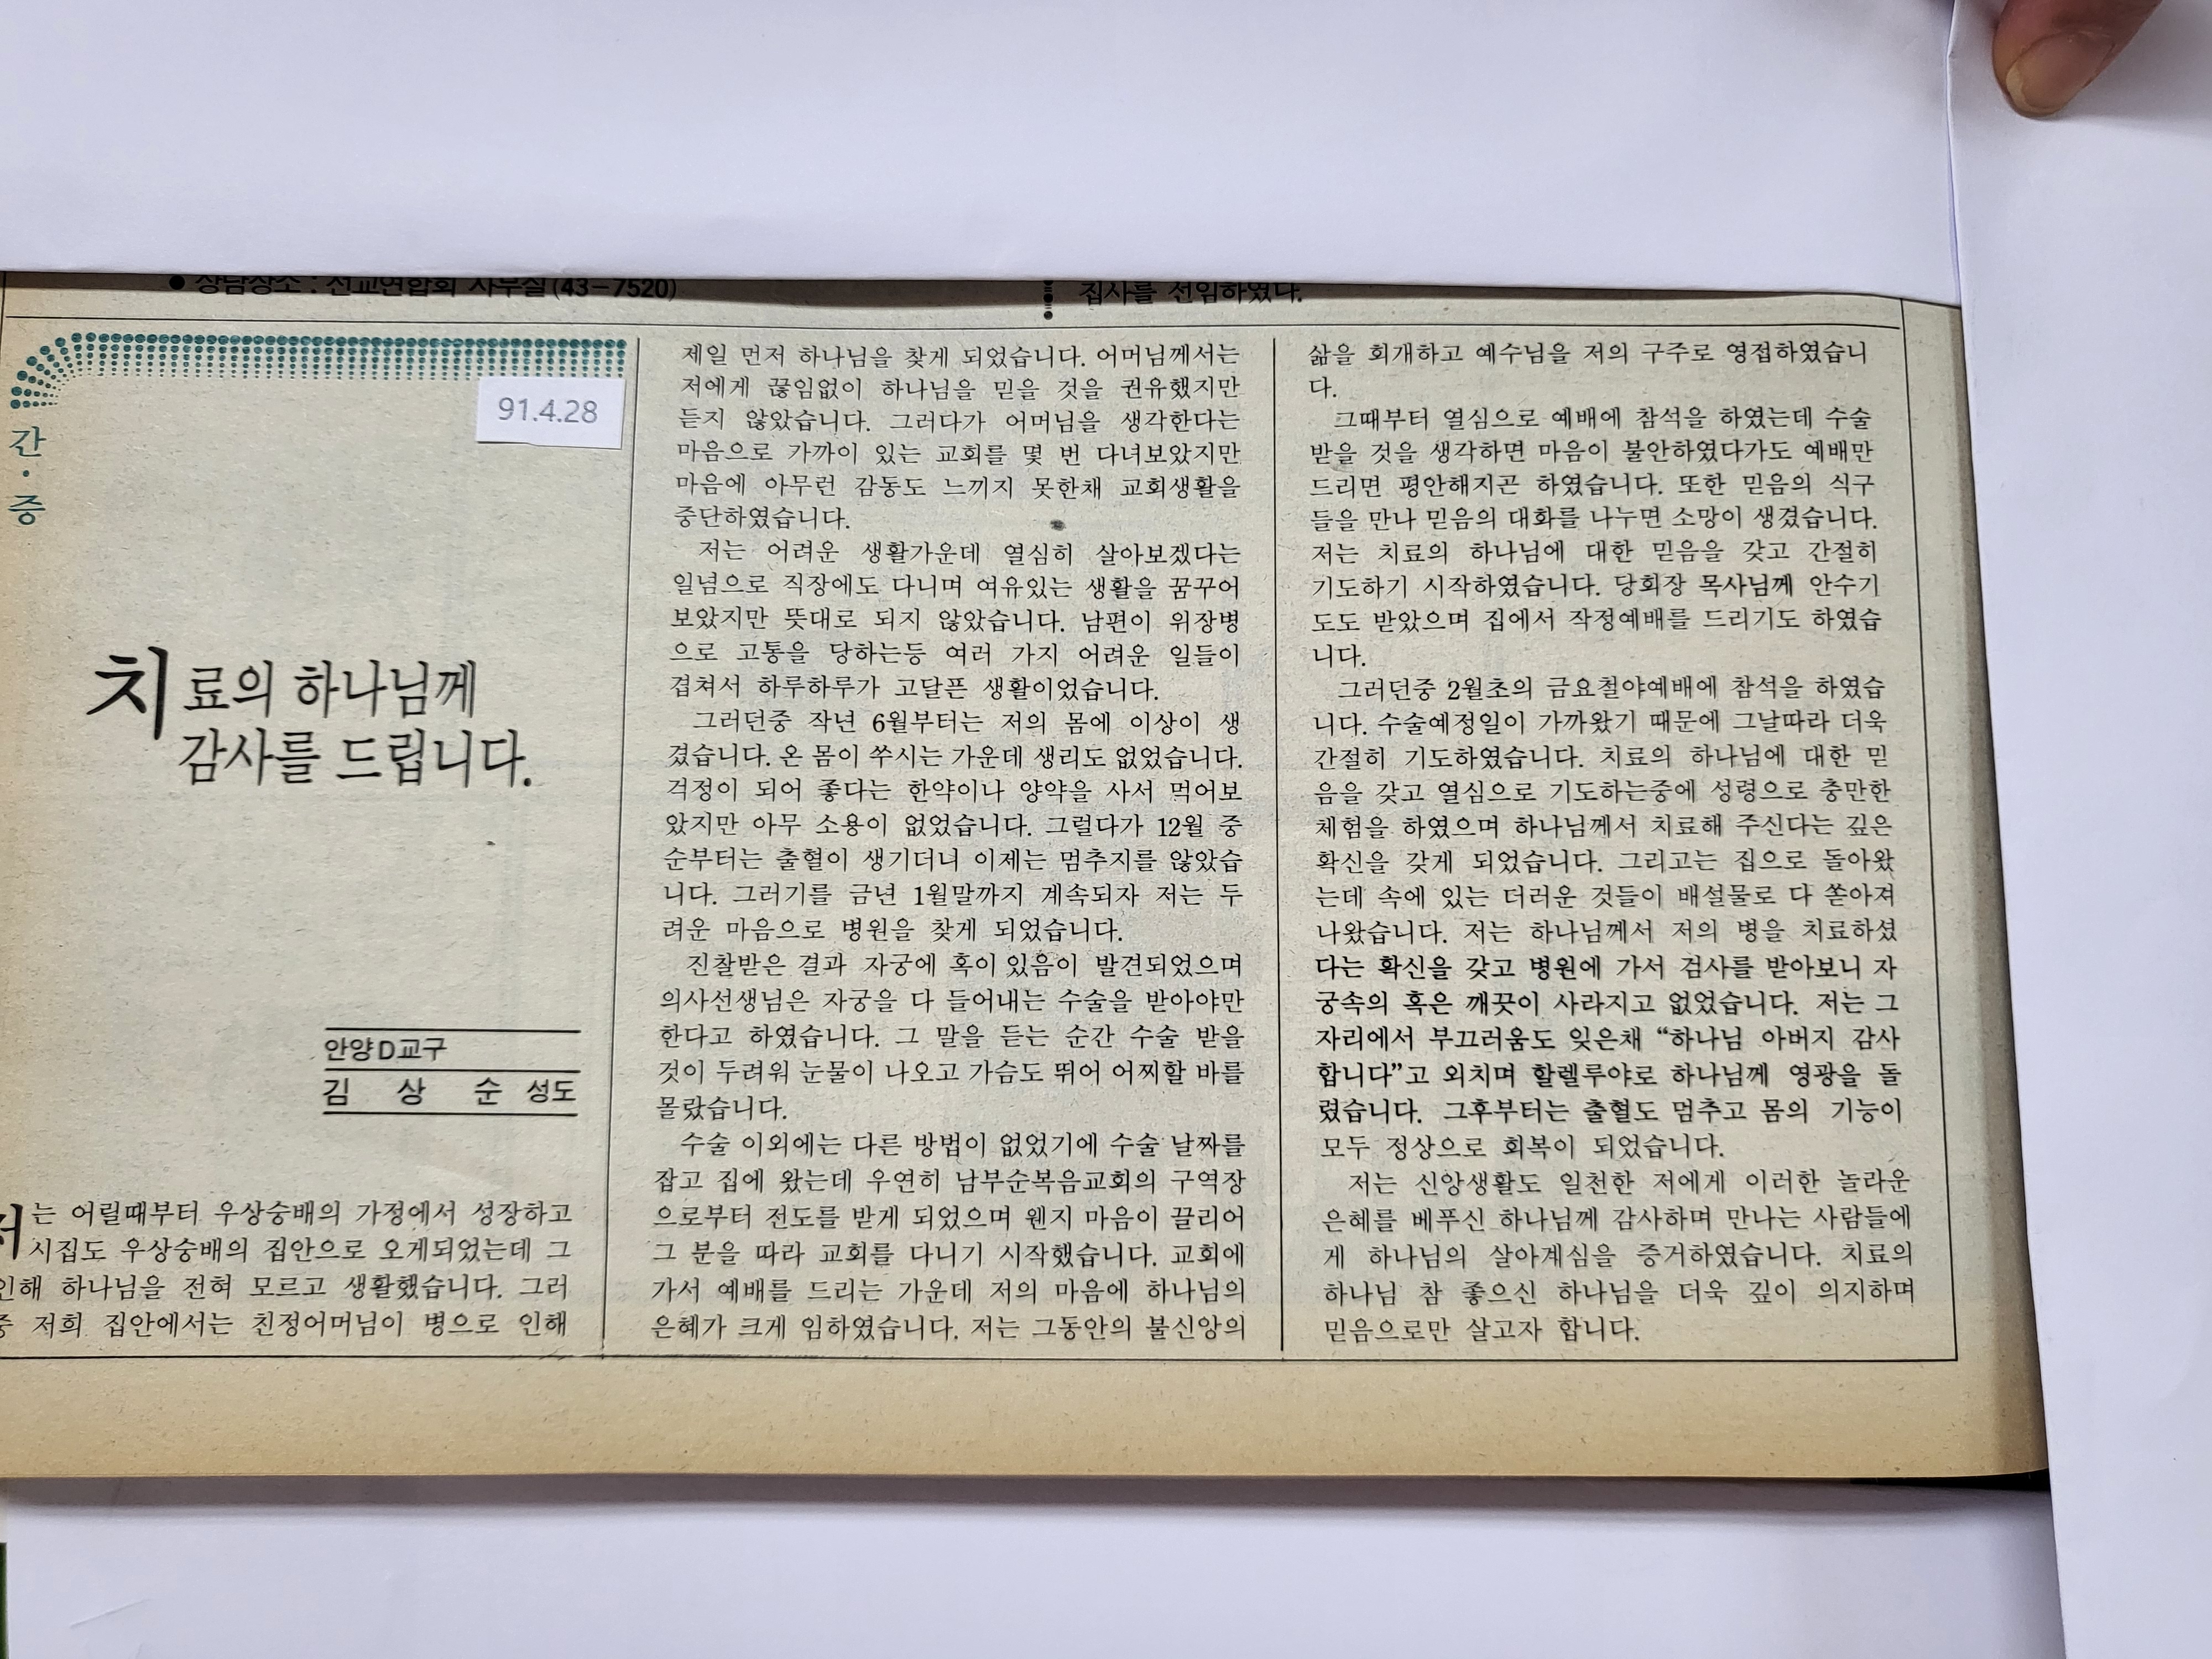 ● 상담장소 : 선교연합회 사무실(43-7520)
집사를 선임하였다.
91.4.28
간·증
치료의 하나님께
감사를 드립니다.
안양D교구
김 상 순 성도
저는 어릴때부터 우상숭배의 가정에서 성장하고
시집도 우상숭배의 집안으로 오게되었는데 그
인해 하나님을 전혀 모르고 생활했습니다. 그러
중 저희 집안에서는 친정어머님이 병으로 인해
제일 먼저 하나님을 찾게 되었습니다. 어머님께서는
저에게 끊임없이 하나님을 믿을 것을 권유했지만
듣지 않았습니다. 그러다가 어머님을 생각한다는
마음으로 가까이 있는 교회를 몇 번 다녀보았지만
마음에 아무런 감동도 느끼지 못한채 교회생활을
중단하였습니다.
저는 어려운 생활가운데 열심히 살아보겠다는
일념으로 직장에도 다니며 여유있는 생활을 꿈꾸어
보았지만 뜻대로 되지 않았습니다. 남편이 위장병
으로 고통을 당하는등 여러 가지 어려운 일들이
겹쳐서 하루하루가 고달픈 생활이었습니다.
그러던중 작년 6월부터는 저의 몸에 이상이 생
겼습니다. 온 몸이 쑤시는 가운데 생리도 없었습니다.
걱정이 되어 좋다는 한약이나 양약을 사서 먹어보
았지만 아무 소용이 없었습니다. 그럴다가 12월 중
순부터는 출혈이 생기더녀 이제는 멈추지를 않았습
니다. 그러기를 금년 1월말까지 계속되자 저는 두
려운 마음으로 병원을 찾게 되었습니다.
진찰받은 결과 자궁에 혹이 있음이 발견되었으며
의사선생님은 자궁을 다 들어내는 수술을 받아야만
한다고 하였습니다. 그 말을 듣는 순간 수술 받을
것이 두려워 눈물이 나오고 가슴도 뛰어 어찌할 바를
몰랐습니다.
수술 이외에는 다른 방법이 없었기에 수술 날짜를
잡고 집에 왔는데 우연히 남부순복음교회의 구역장
으로부터 전도를 받게 되었으며 웬지 마음이 끌리어
그 분을 따라 교회를 다니기 시작했습니다. 교회에
가서 예배를 드리는 가운데 저의 마음에 하나님의
은혜가 크게 임하였습니다. 저는 그동안의 불신앙의
삶을 회개하고 예수님을 저의 구주로 영접하였습니
다.
그때부터 열심으로 예배에 참석을 하였는데 수술
받을 것을 생각하면 마음이 불안하였다가도 예배만
드리면 평안해지곤 하였습니다. 또한 믿음의 식구
들을 만나 믿음의 대화를 나누면 소망이 생겼습니다.
저는 치료의 하나님에 대한 믿음을 갖고 간절히
기도하기 시작하였습니다. 당회장 목사님께 안수기
도도 받았으며 집에서 작정예배를 드리기도 하였습
니다.
그러던중 2월초의 금요철야예배에 참석을 하였습
니다. 수술예정일이 가까왔기 때문에 그날따라 더욱
간절히 기도하였습니다. 치료의 하나님에 대한 믿
음을 갖고 열심으로 기도하는중에 성령으로 충만한
체험을 하였으며 하나님께서 치료해 주신다는 깊은
확신을 갖게 되었습니다. 그리고는 집으로 돌아왔
는데 속에 있는 더러운 것들이 배설물로 다 쏟아져
나왔습니다. 저는 하나님께서 저의 병을 치료하셨
다는 확신을 갖고 병원에 가서 검사를 받아보니 자
궁속의 혹은 깨끗이 사라지고 없었습니다. 저는 그
자리에서 부끄러움도 잊은채 “하나님 아버지 감사
합니다”고 외치며 할렐루야로 하나님께 영광을 돌
렸습니다. 그후부터는 출혈도 멈추고 몸의 기능이
모두 정상으로 회복이 되었습니다.
저는 신앙생활도 일천한 저에게 이러한 놀라운
은혜를 베푸신 하나님께 감사하며 만나는 사람들에
게 하나님의 살아계심을 증거하였습니다. 치료의
하나님 참 좋으신 하나님을 더욱 깊이 의지하며
믿음으로만 살고자 합니다.